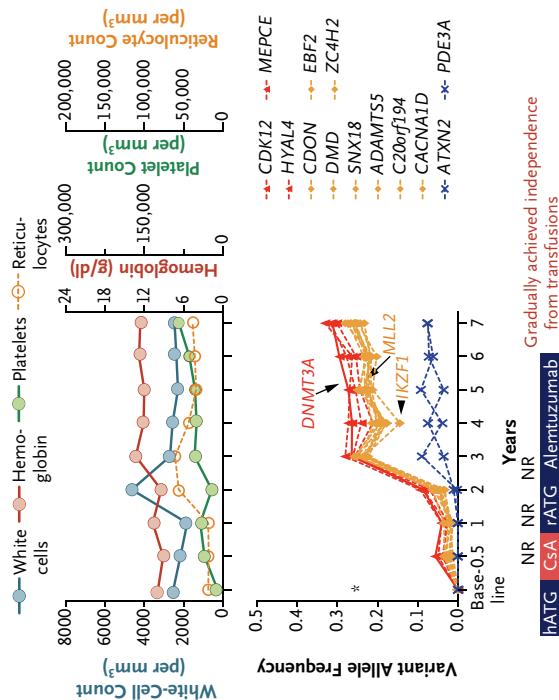 White cells
Hemoglobin
Platelets
Reticulocytes
White-Cell Count (per mm³)
8000
6000
4000
2000
0
24
18
12
6
0
Hemoglobin (g/dl)
300,000
150,000
0
Platelet Count (per mm³)
200,000
150,000
100,000
50,000
0
Reticulocyte Count (per mm³)
Variant Allele Frequency
0.5
0.4
0.3
0.2
0.1
0.0
*
DNMT3A
MLL2
IKZF1
Base-line
0.5
1
2
3
4
5
6
7
Years
CDK12
MEPCE
HYAL4
CDON
EBF2
DMD
ZC4H2
SNX18
ADAMTS5
C20orf194
CACNA1D
ATXN2
PDE3A
NR
NR
NR
hATG
CsA
rATG
Alemtuzumab
Gradually achieved independence
from transfusions